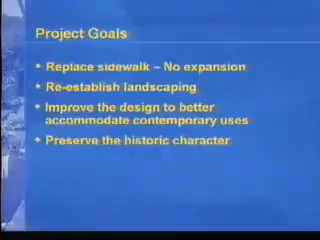 Project Goals
• Replace sidewalk – No expansion
• Re-establish landscaping
• Improve the design to better
accommodate contemporary uses
• Preserve the historic character